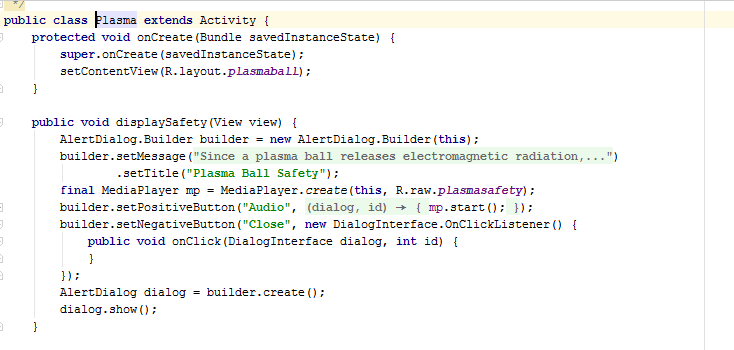 */
public class Plasma extends Activity {
    protected void onCreate(Bundle savedInstanceState) {
        super.onCreate(savedInstanceState);
        setContentView(R.layout.plasmaball);
    }

    public void displaySafety(View view) {
        AlertDialog.Builder builder = new AlertDialog.Builder(this);
        builder.setMessage("Since a plasma ball releases electromagnetic radiation,...")
                .setTitle("Plasma Ball Safety");
        final MediaPlayer mp = MediaPlayer.create(this, R.raw.plasmasafety);
        builder.setPositiveButton("Audio", (dialog, id) → { mp.start(); });
        builder.setNegativeButton("Close", new DialogInterface.OnClickListener() {
            public void onClick(DialogInterface dialog, int id) {
            }
        });
        AlertDialog dialog = builder.create();
        dialog.show();
    }